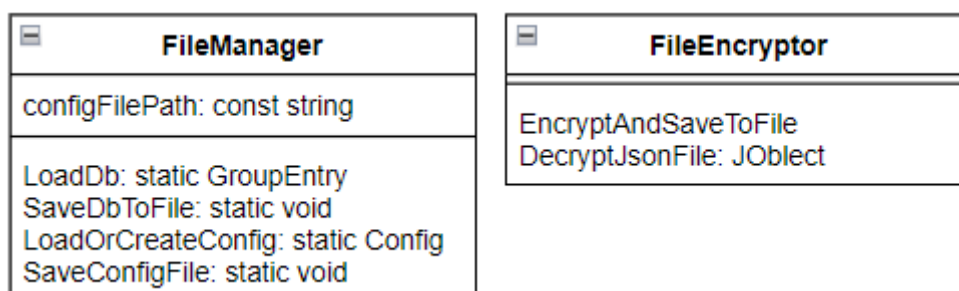 FileManager
configFilePath: const string
LoadDb: static GroupEntry
SaveDbToFile: static void
LoadOrCreateConfig: static Config
SaveConfigFile: static void
FileEncryptor
EncryptAndSaveToFile
DecryptJsonFile: JOblect